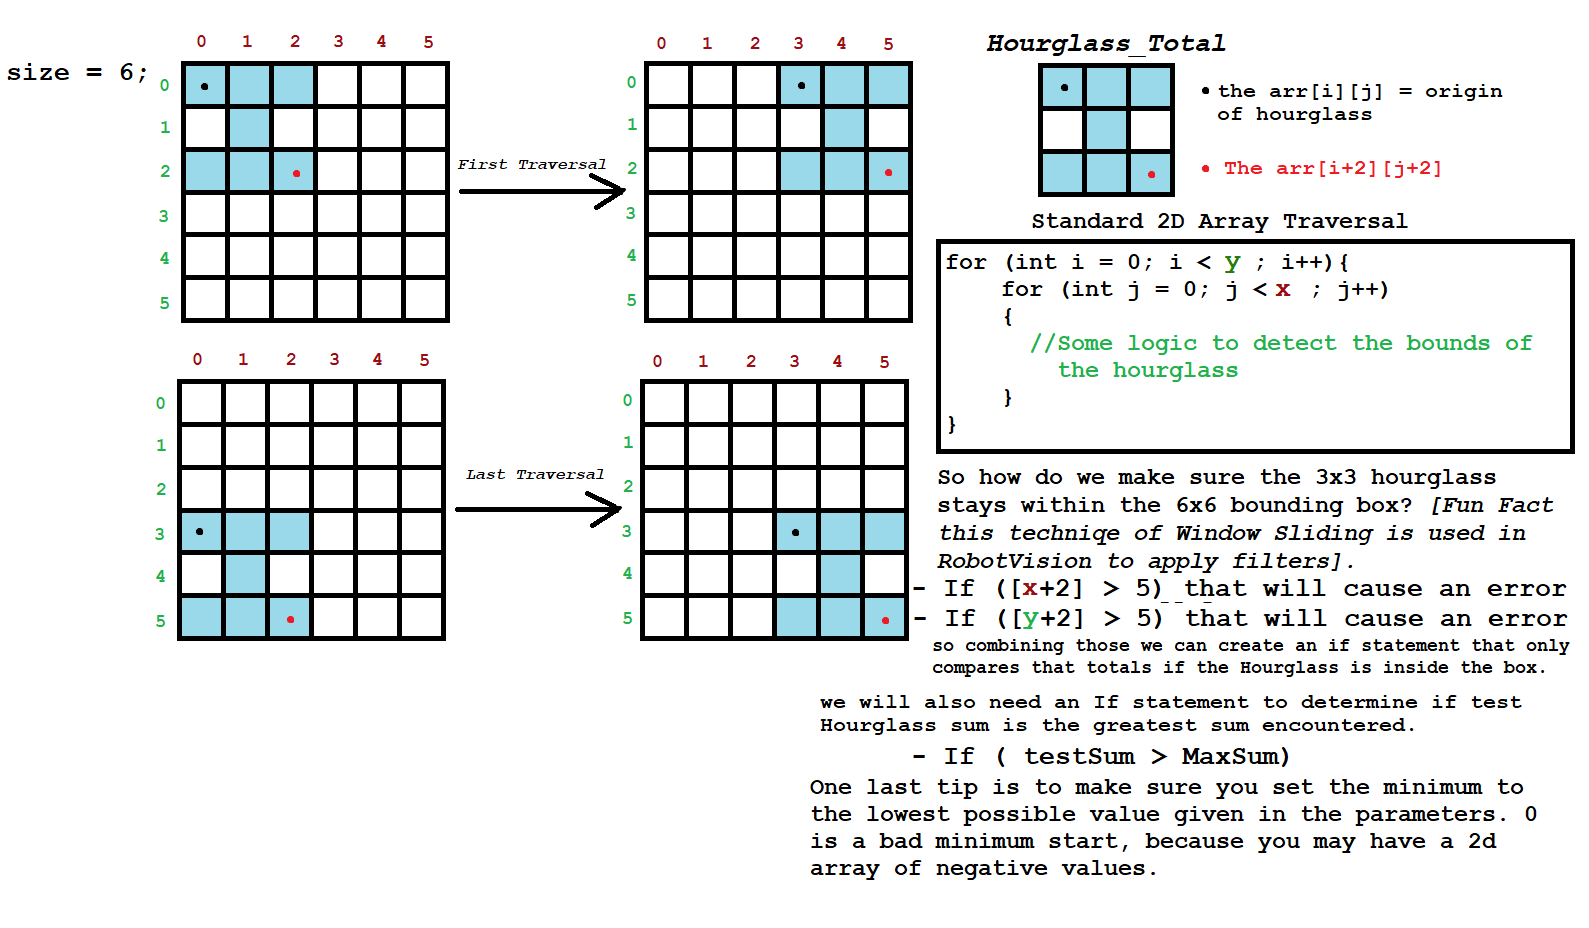 size = 6;
0 1 2 3 4 5
0
1
2
3
4
5
First Traversal
0 1 2 3 4 5
0
1
2
3
4
5
0 1 2 3 4 5
0
1
2
3
4
5
Last Traversal
0 1 2 3 4 5
0
1
2
3
4
5
Hourglass_Total
• the arr[i][j] = origin
of hourglass
• The arr[i+2][j+2]
Standard 2D Array Traversal
for (int i = 0; i < y ; i++){
for (int j = 0; j < x ; j++)
{
//Some logic to detect the bounds of
the hourglass
}
}
So how do we make sure the 3x3 hourglass
stays within the 6x6 bounding box? [Fun Fact
this techniqe of Window Sliding is used in
RobotVision to apply filters].
- If ([x+2] > 5) that will cause an error
- If ([y+2] > 5) that will cause an error
so combining those we can create an if statement that only
compares that totals if the Hourglass is inside the box.
we will also need an If statement to determine if test
Hourglass sum is the greatest sum encountered.
- If ( testSum > MaxSum)
One last tip is to make sure you set the minimum to
the lowest possible value given in the parameters. 0
is a bad minimum start, because you may have a 2d
array of negative values.